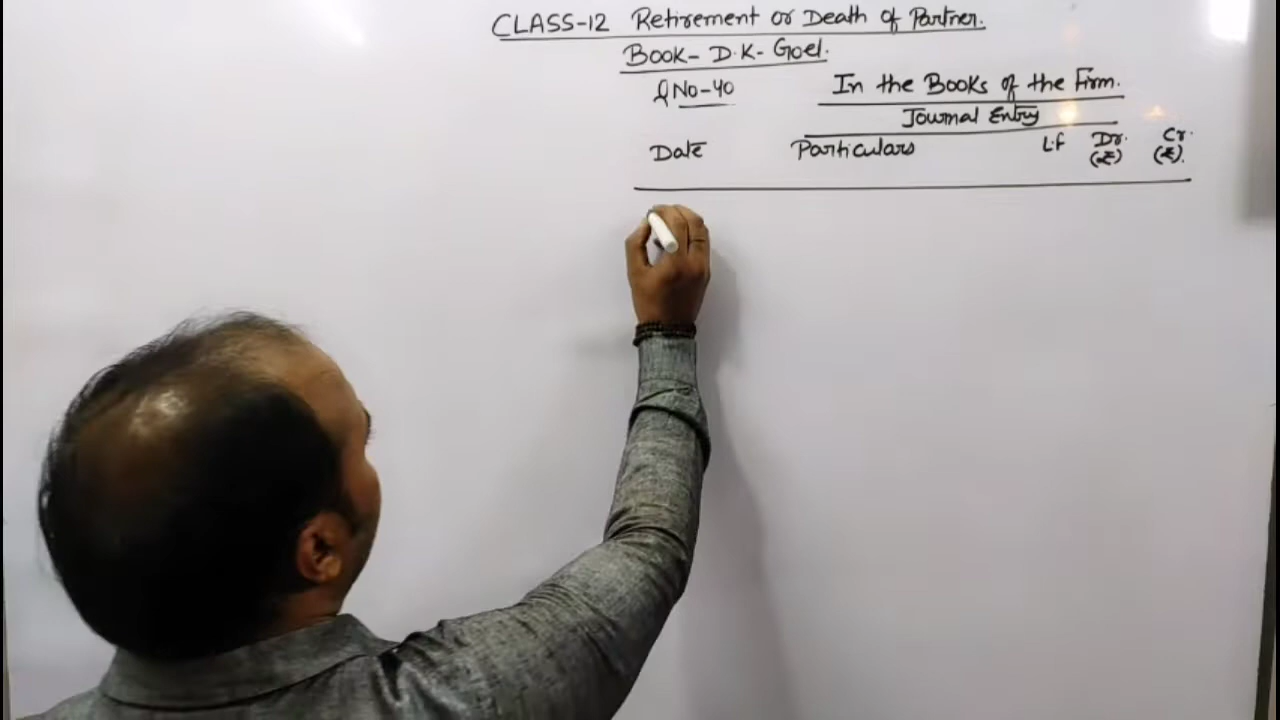 CLASS-12 Retirement or Death of Partner.
Book- D.K- Goel.
QNo-40 In the Books of the Firm.
Journal Entry
Date Particulars L.f Dr. (₹) Cr. (₹).